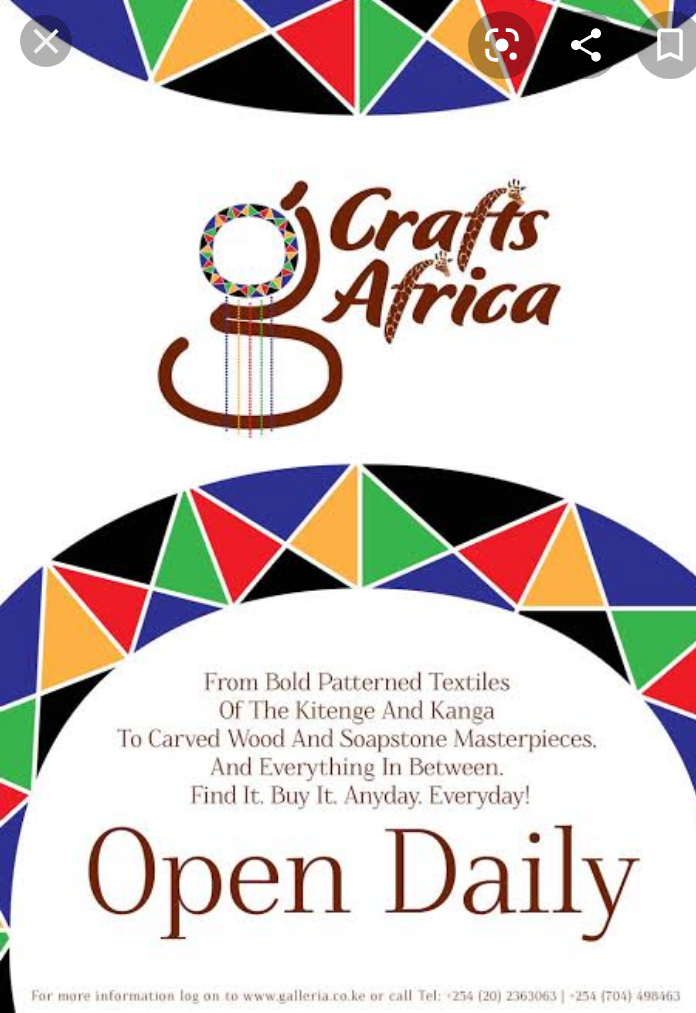 g
Crafts
Africa
From Bold Patterned Textiles
Of The Kitenge And Kanga
To Carved Wood And Soapstone Masterpieces,
And Everything In Between.
Find It. Buy It. Anyday. Everyday!
Open Daily
For more information log on to www.galleria.co.ke or call Tel: +254 (20) 2363063 | +254 (704) 498463